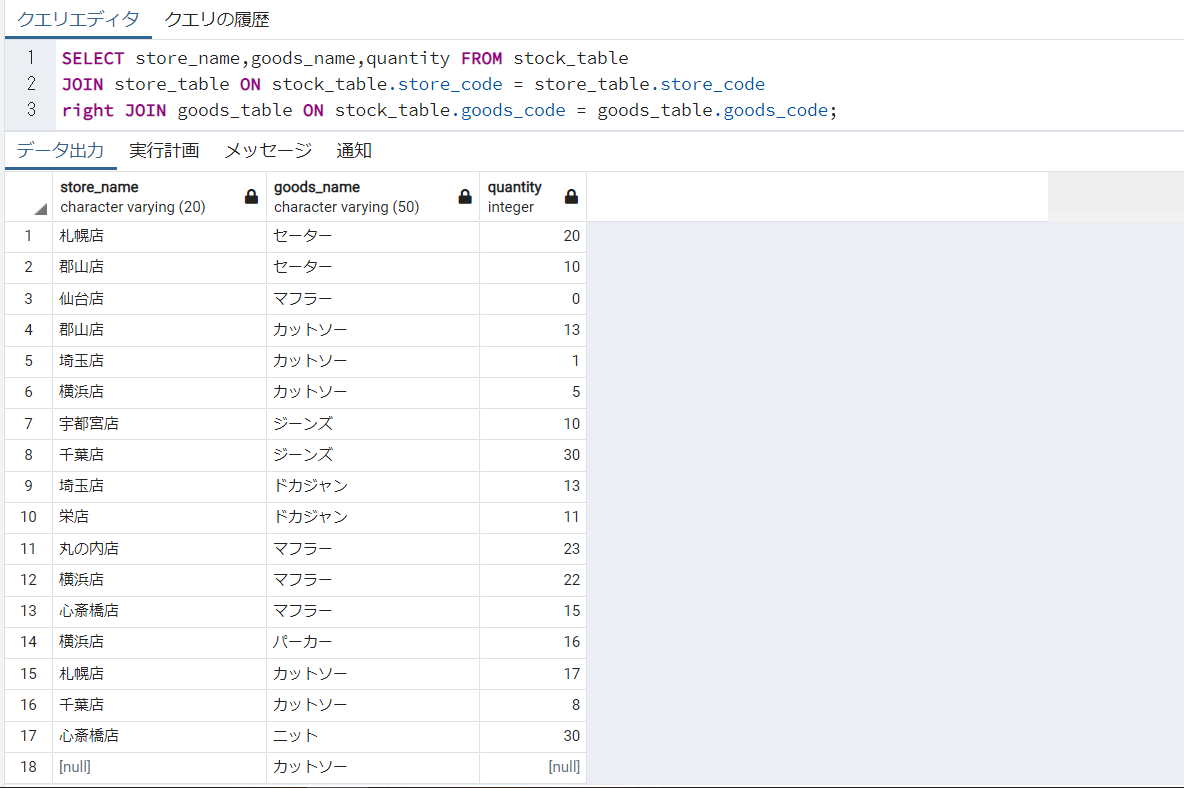 クエリエディタ クエリの履歴
1 SELECT store_name,goods_name,quantity FROM stock_table
2 JOIN store_table ON stock_table.store_code = store_table.store_code
3 right JOIN goods_table ON stock_table.goods_code = goods_table.goods_code;
データ出力 実行計画 メッセージ 通知
store_name goods_name quantity
character varying (20) character varying (50) integer
1 札幌店 セーター 20
2 郡山店 セーター 10
3 仙台店 マフラー 0
4 郡山店 カットソー 13
5 埼玉店 カットソー 1
6 横浜店 カットソー 5
7 宇都宮店 ジーンズ 10
8 千葉店 ジーンズ 30
9 埼玉店 ドカジャン 13
10 栄店 ドカジャン 11
11 丸の内店 マフラー 23
12 横浜店 マフラー 22
13 心斎橋店 マフラー 15
14 横浜店 パーカー 16
15 札幌店 カットソー 17
16 千葉店 カットソー 8
17 心斎橋店 ニット 30
18 [null] カットソー [null]